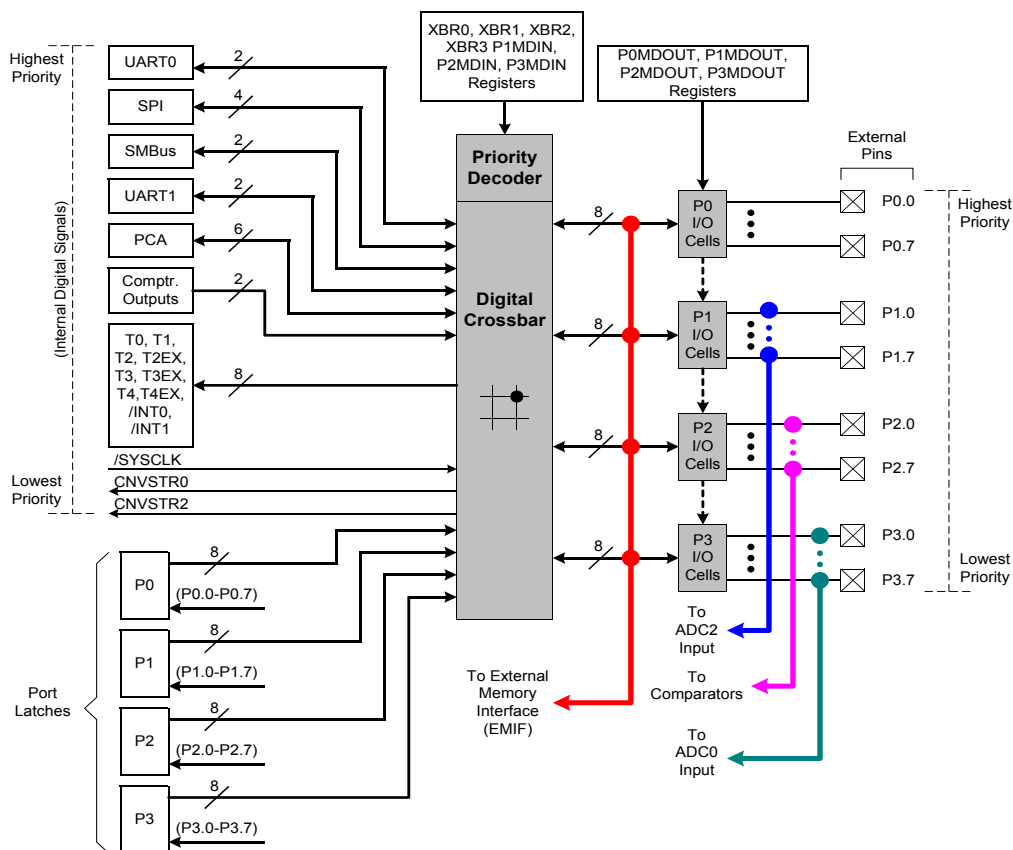 XBR0, XBR1, XBR2,
XBR3 P1MDIN,
P2MDIN, P3MDIN
Registers
P0MDOUT, P1MDOUT,
P2MDOUT, P3MDOUT
Registers
Highest
Priority
(Internal Digital Signals)
Lowest
Priority
UART0
2
SPI
4
SMBus
2
UART1
2
PCA
6
Comptr.
Outputs
2
T0, T1,
T2, T2EX,
T3, T3EX,
T4,T4EX,
/INT0,
/INT1
8
/SYSCLK
CNVSTR0
CNVSTR2
Priority
Decoder
Digital
Crossbar
8
8
8
8
P0
I/O
Cells
P1
I/O
Cells
P2
I/O
Cells
P3
I/O
Cells
External
Pins
P0.0
P0.7
P1.0
P1.7
P2.0
P2.7
P3.0
P3.7
Highest
Priority
Lowest
Priority
Port
Latches
P0
8
(P0.0-P0.7)
P1
8
(P1.0-P1.7)
P2
8
(P2.0-P2.7)
P3
8
(P3.0-P3.7)
To External
Memory
Interface
(EMIF)
To
ADC2
Input
To
Comparators
To
ADC0
Input